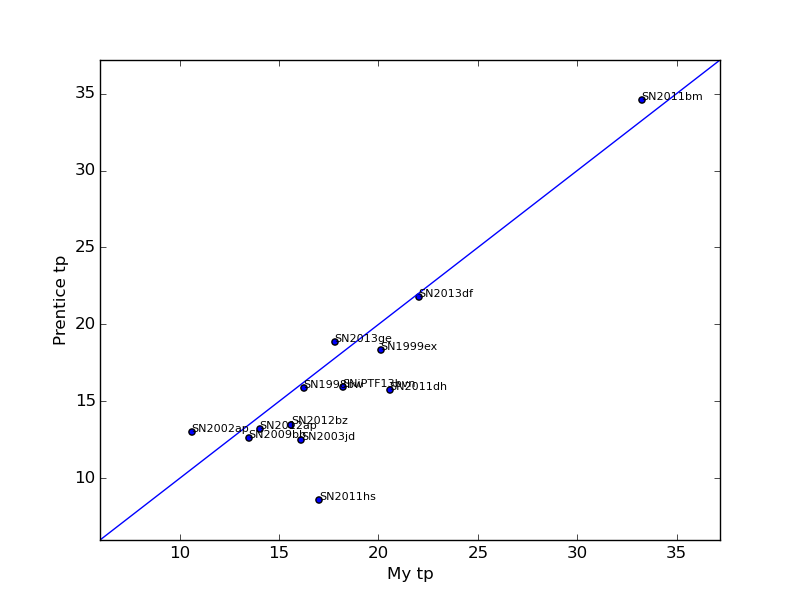 35
30
25
20
15
10
Prentice tp
SN2011bm
SN2013df
SN2013ge
SN1999ex
SN2011dh
SN2002ap
SN2012bz
SN2012ap
SN2009bb
SN2003jd
SN2011hs
10 15 20 25 30 35
My tp